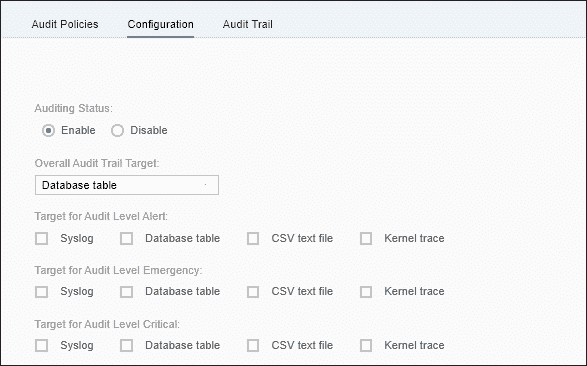 Audit Policies Configuration Audit Trail
Auditing Status:
Enable Disable
Overall Audit Trail Target:
Database table
Target for Audit Level Alert:
Syslog Database table CSV text file Kernel trace
Target for Audit Level Emergency:
Syslog Database table CSV text file Kernel trace
Target for Audit Level Critical:
Syslog Database table CSV text file Kernel trace